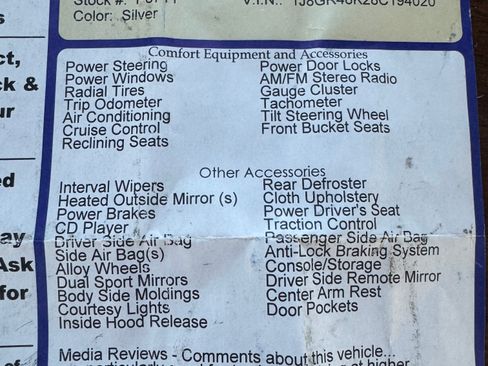 Color: Silver
V.I.N.: 1J8GR48K28C194020
ct,
ck &
ur
ed
ay
Ask
for
of
Comfort Equipment and Accessories
Power Steering
Power Windows
Radial Tires
Trip Odometer
Air Conditioning
Cruise Control
Reclining Seats
Power Door Locks
AM/FM Stereo Radio
Gauge Cluster
Tachometer
Tilt Steering Wheel
Front Bucket Seats
Other Accessories
Interval Wipers
Heated Outside Mirror (s)
Power Brakes
CD Player
Driver Side Air Bag
Side Air Bag(s)
Alloy Wheels
Dual Sport Mirrors
Body Side Moldings
Courtesy Lights
Inside Hood Release
Rear Defroster
Cloth Upholstery
Power Driver's Seat
Traction Control
Passenger Side Air Bag
Anti-Lock Braking System
Console/Storage
Driver Side Remote Mirror
Center Arm Rest
Door Pockets
Media Reviews - Comments about this vehicle...